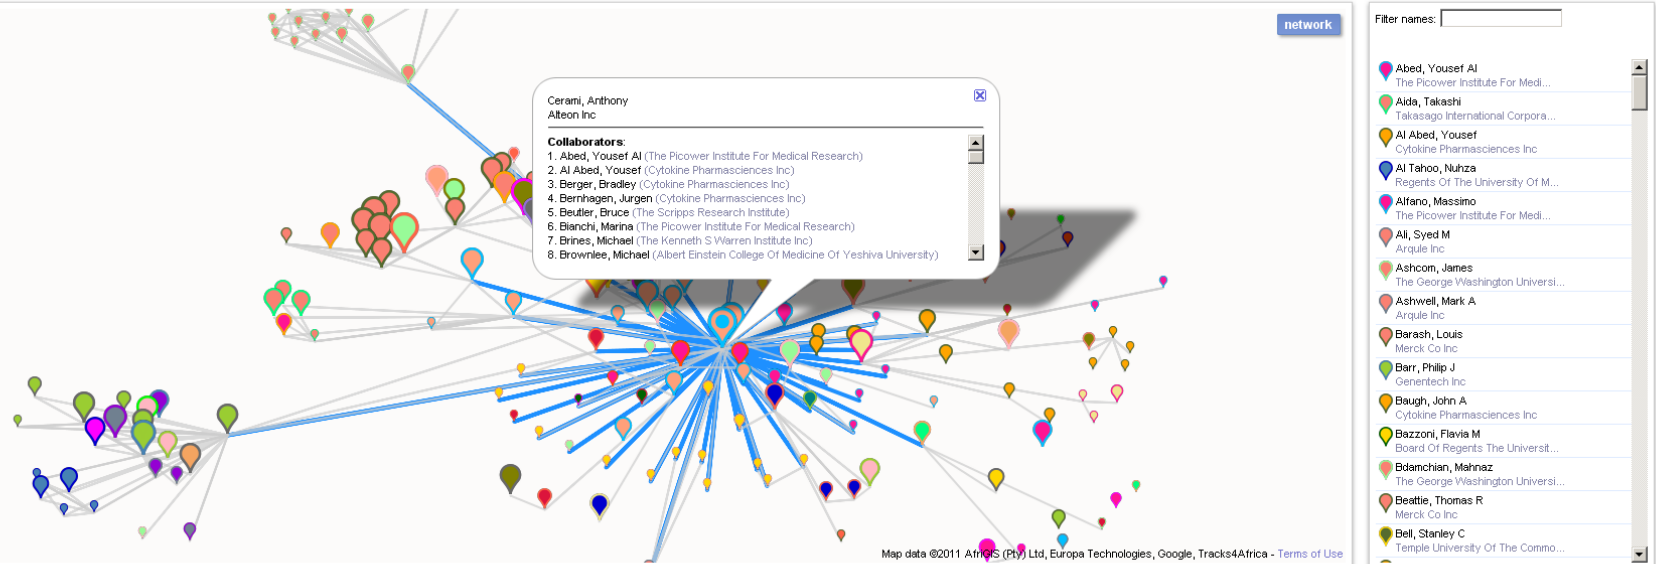 network
Cerami, Anthony
Alteon Inc
Collaborators:
1. Abed, Yousef Al (The Picower Institute For Medical Research)
2. Al Abed, Yousef (Cytokine Pharmasciences Inc)
3. Berger, Bradley (Cytokine Pharmasciences Inc)
4. Bernhagen, Jurgen (Cytokine Pharmasciences Inc)
5. Beutler, Bruce (The Scripps Research Institute)
6. Bianchi, Marina (The Picower Institute For Medical Research)
7. Brines, Michael (The Kenneth S Warren Institute Inc)
8. Brownlee, Michael (Albert Einstein College Of Medicine Of Yeshiva University)
Map data ©2011 AfriGIS (Pty) Ltd, Europa Technologies, Google, Tracks4Africa - Terms of Use
Filter names:
Abed, Yousef Al
The Picower Institute For Medi...
Aida, Takashi
Takasago International Corpora...
Al Abed, Yousef
Cytokine Pharmasciences Inc
Al Tahoo, Nuhza
Regents Of The University Of M...
Alfano, Massimo
The Picower Institute For Medi...
Ali, Syed M
Arqule Inc
Ashcom, James
The George Washington Universi...
Ashwell, Mark A
Arqule Inc
Barash, Louis
Merck Co Inc
Barr, Philip J
Genentech Inc
Baugh, John A
Cytokine Pharmasciences Inc
Bazzoni, Flavia M
Board Of Regents The Universit...
Bdamchian, Mahnaz
The George Washington Universi...
Beattie, Thomas R
Merck Co Inc
Bell, Stanley C
Temple University Of The Commo...